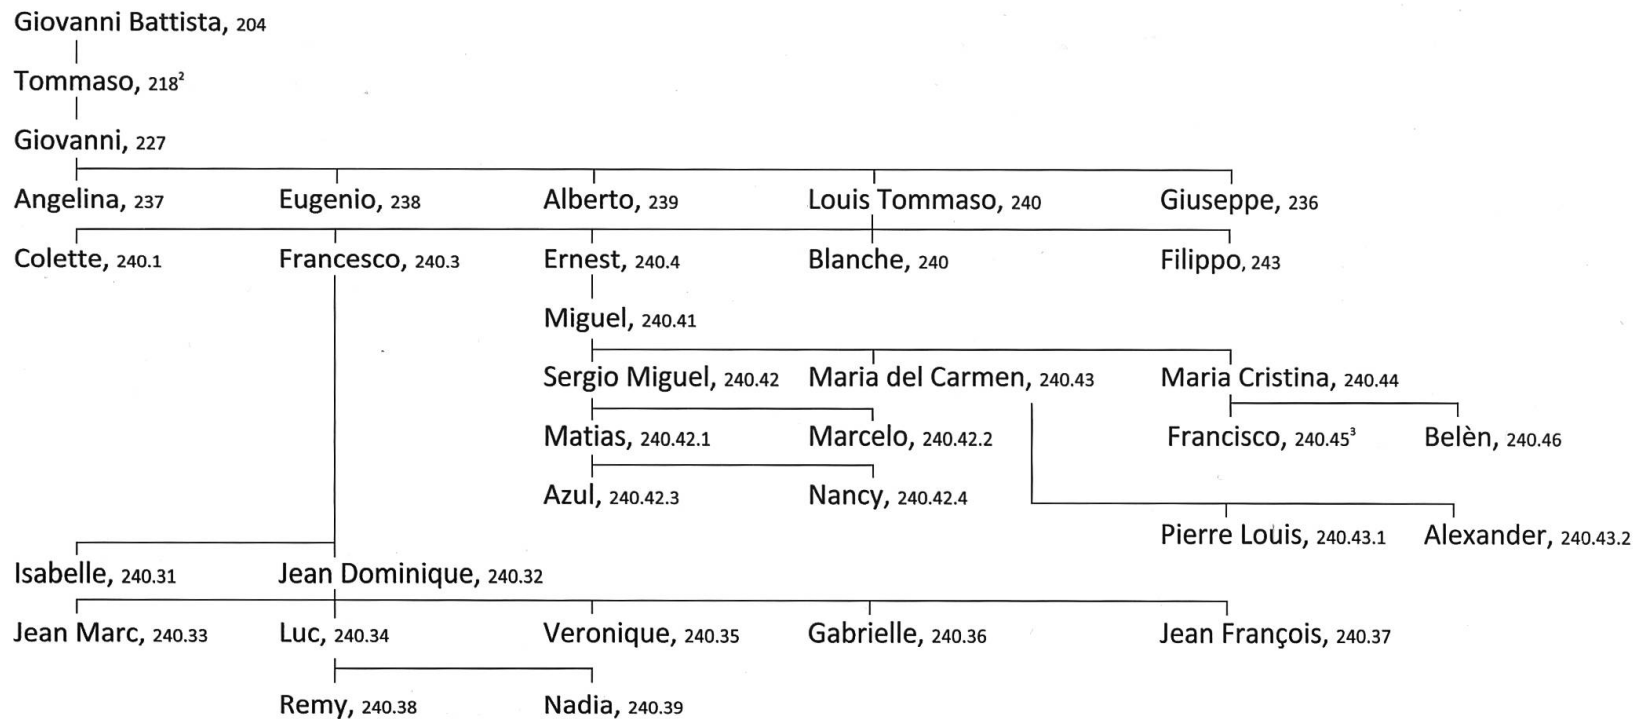 Giovanni Battista, 204
Tommaso, 218²
Giovanni, 227
Angelina, 237 Eugenio, 238 Alberto, 239 Louis Tommaso, 240 Giuseppe, 236
Colette, 240.1 Francesco, 240.3 Ernest, 240.4 Blanche, 240 Filippo, 243
Miguel, 240.41
Sergio Miguel, 240.42 Maria del Carmen, 240.43 Maria Cristina, 240.44
Matias, 240.42.1 Marcelo, 240.42.2 Francisco, 240.45³ Belèn, 240.46
Azul, 240.42.3 Nancy, 240.42.4
Pierre Louis, 240.43.1 Alexander, 240.43.2
Isabelle, 240.31 Jean Dominique, 240.32
Jean Marc, 240.33 Luc, 240.34 Veronique, 240.35 Gabrielle, 240.36 Jean François, 240.37
Remy, 240.38 Nadia, 240.39